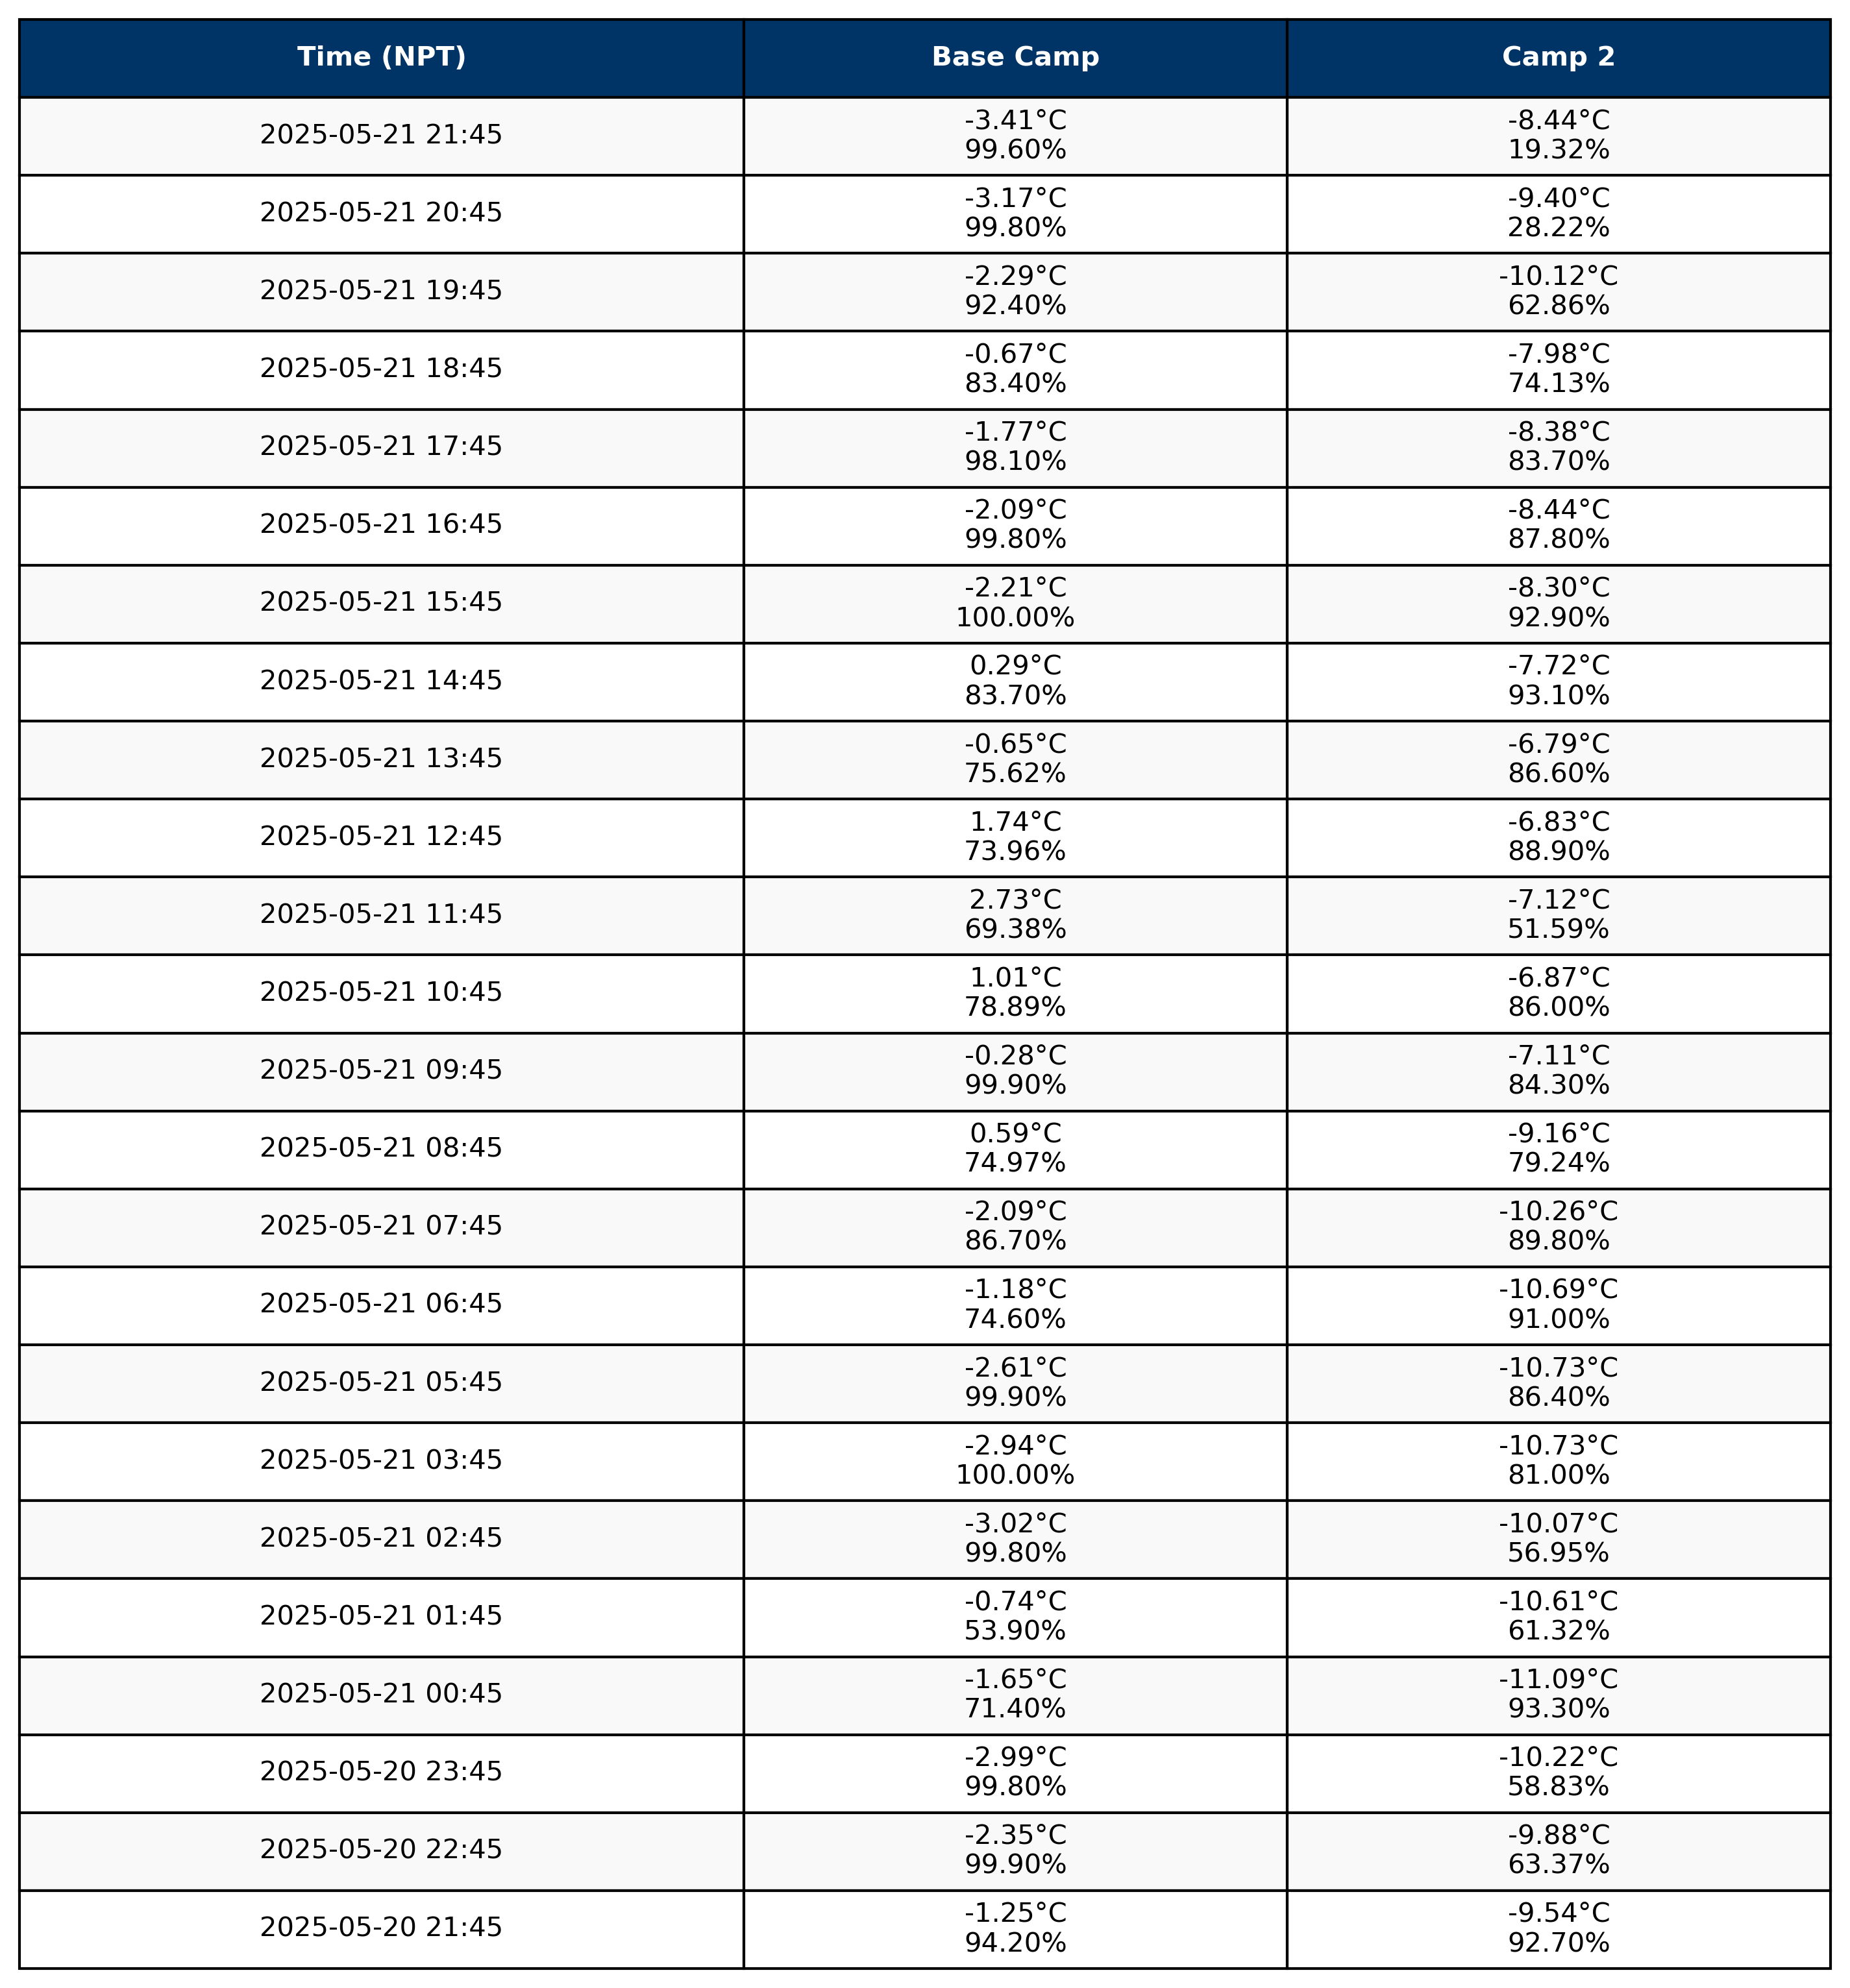 Time (NPT) Base Camp Camp 2
2025-05-21 21:45 -3.41°C -8.44°C
99.60% 19.32%
2025-05-21 20:45 -3.17°C -9.40°C
99.80% 28.22%
2025-05-21 19:45 -2.29°C -10.12°C
92.40% 62.86%
2025-05-21 18:45 -0.67°C -7.98°C
83.40% 74.13%
2025-05-21 17:45 -1.77°C -8.38°C
98.10% 83.70%
2025-05-21 16:45 -2.09°C -8.44°C
99.80% 87.80%
2025-05-21 15:45 -2.21°C -8.30°C
100.00% 92.90%
2025-05-21 14:45 0.29°C -7.72°C
83.70% 93.10%
2025-05-21 13:45 -0.65°C -6.79°C
75.62% 86.60%
2025-05-21 12:45 1.74°C -6.83°C
73.96% 88.90%
2025-05-21 11:45 2.73°C -7.12°C
69.38% 51.59%
2025-05-21 10:45 1.01°C -6.87°C
78.89% 86.00%
2025-05-21 09:45 -0.28°C -7.11°C
99.90% 84.30%
2025-05-21 08:45 0.59°C -9.16°C
74.97% 79.24%
2025-05-21 07:45 -2.09°C -10.26°C
86.70% 89.80%
2025-05-21 06:45 -1.18°C -10.69°C
74.60% 91.00%
2025-05-21 05:45 -2.61°C -10.73°C
99.90% 86.40%
2025-05-21 03:45 -2.94°C -10.73°C
100.00% 81.00%
2025-05-21 02:45 -3.02°C -10.07°C
99.80% 56.95%
2025-05-21 01:45 -0.74°C -10.61°C
53.90% 61.32%
2025-05-21 00:45 -1.65°C -11.09°C
71.40% 93.30%
2025-05-20 23:45 -2.99°C -10.22°C
99.80% 58.83%
2025-05-20 22:45 -2.35°C -9.88°C
99.90% 63.37%
2025-05-20 21:45 -1.25°C -9.54°C
94.20% 92.70%